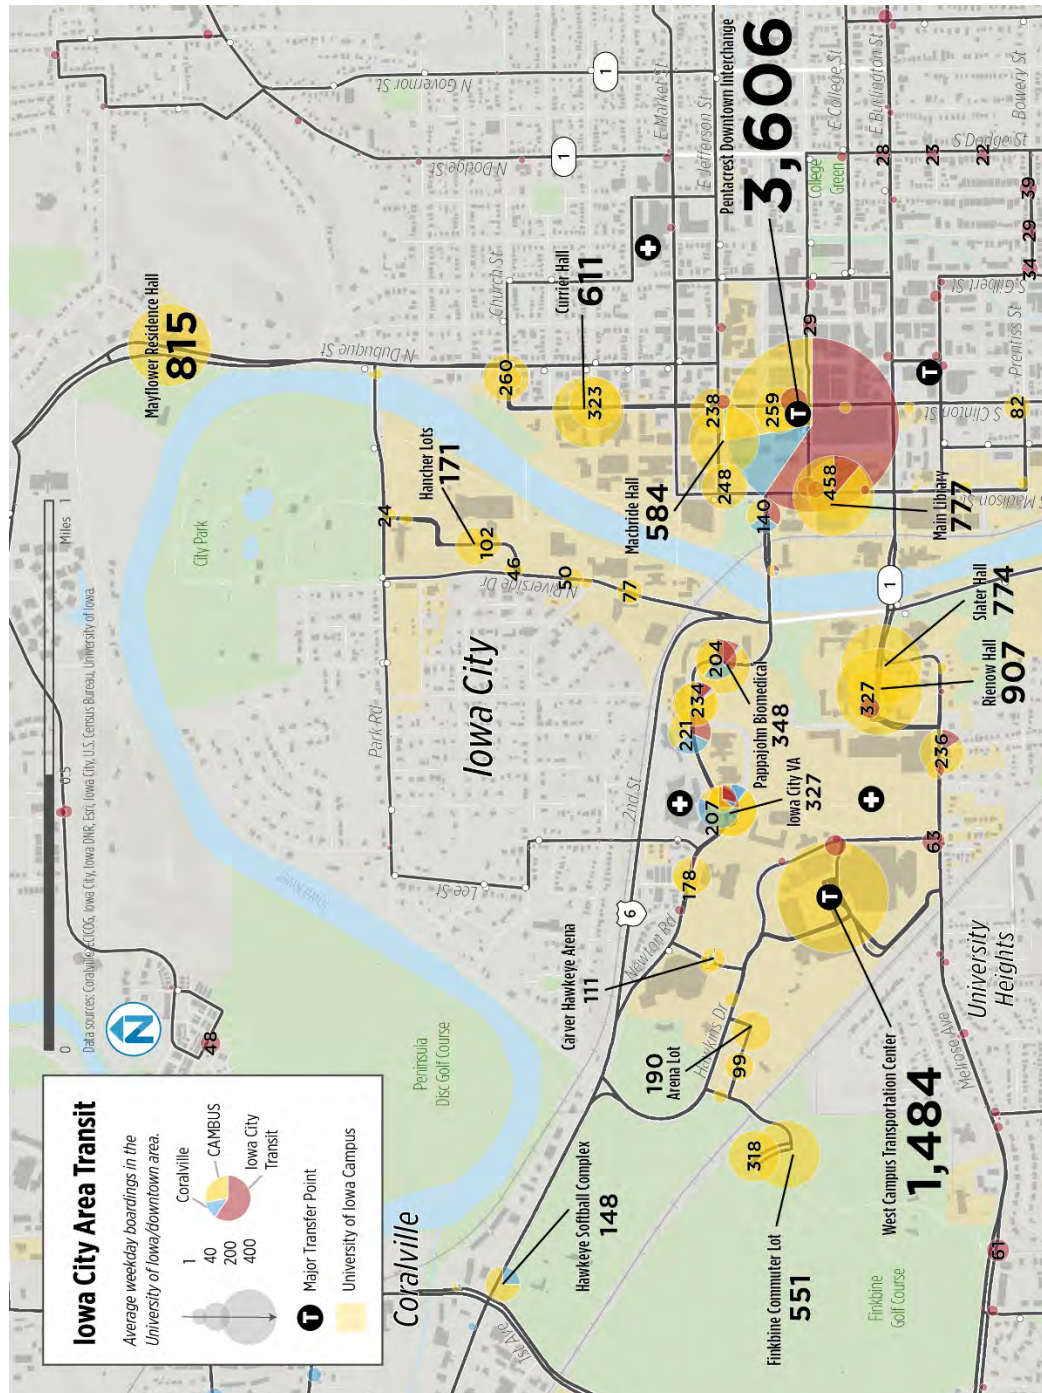 Iowa City Area Transit
Average weekday boardings in the
University of Iowa/downtown area.
1
40
200
400
Coralville
CAMBUS
Iowa City
Transit
T
Major Transfer Point
University of Iowa Campus
0
0.5
1
Miles
Data sources: Coralville, ECICOG, Iowa City, Iowa DNR, Esri, Iowa City, U.S. Census Bureau, University of Iowa.
N
48
Peninsula
Disc Golf Course
City Park
Iowa River
Mayflower Residence Hall
815
N Dubuque St
N Governor St
N Dodge St
1
1
Park Rd
Lee St
24
Hancher Lots
171
102
46
50
77
N Riverside Dr
Church St
260
Currier Hall
611
323
Iowa City
Coralville
1st Ave
Hawkeye Softball Complex
148
2nd St
6
Newton Rd
Carver Hawkeye Arena
111
178
207
221
234
204
Pappajohn Biomedical
348
Iowa City VA
327
Macbride Hall
584
238
248
140
E Market St
E Jefferson St
Pentacrest Downtown Interchange
3,606
259
T
29
College
Green
E College St
E Burlington St
Bowery St
S Dodge St
28
23
22
39
29
34
S Gilbert St
Prentiss St
T
S Clinton St
82
S Madison St
458
Main Library
777
1
Slater Hall
774
Rienow Hall
907
327
236
63
T
West Campus Transportation Center
1,484
University
Heights
Melrose Ave
Hawkins Dr
190
Arena Lot
99
318
Finkbine Commuter Lot
551
Finkbine
Golf Course
61